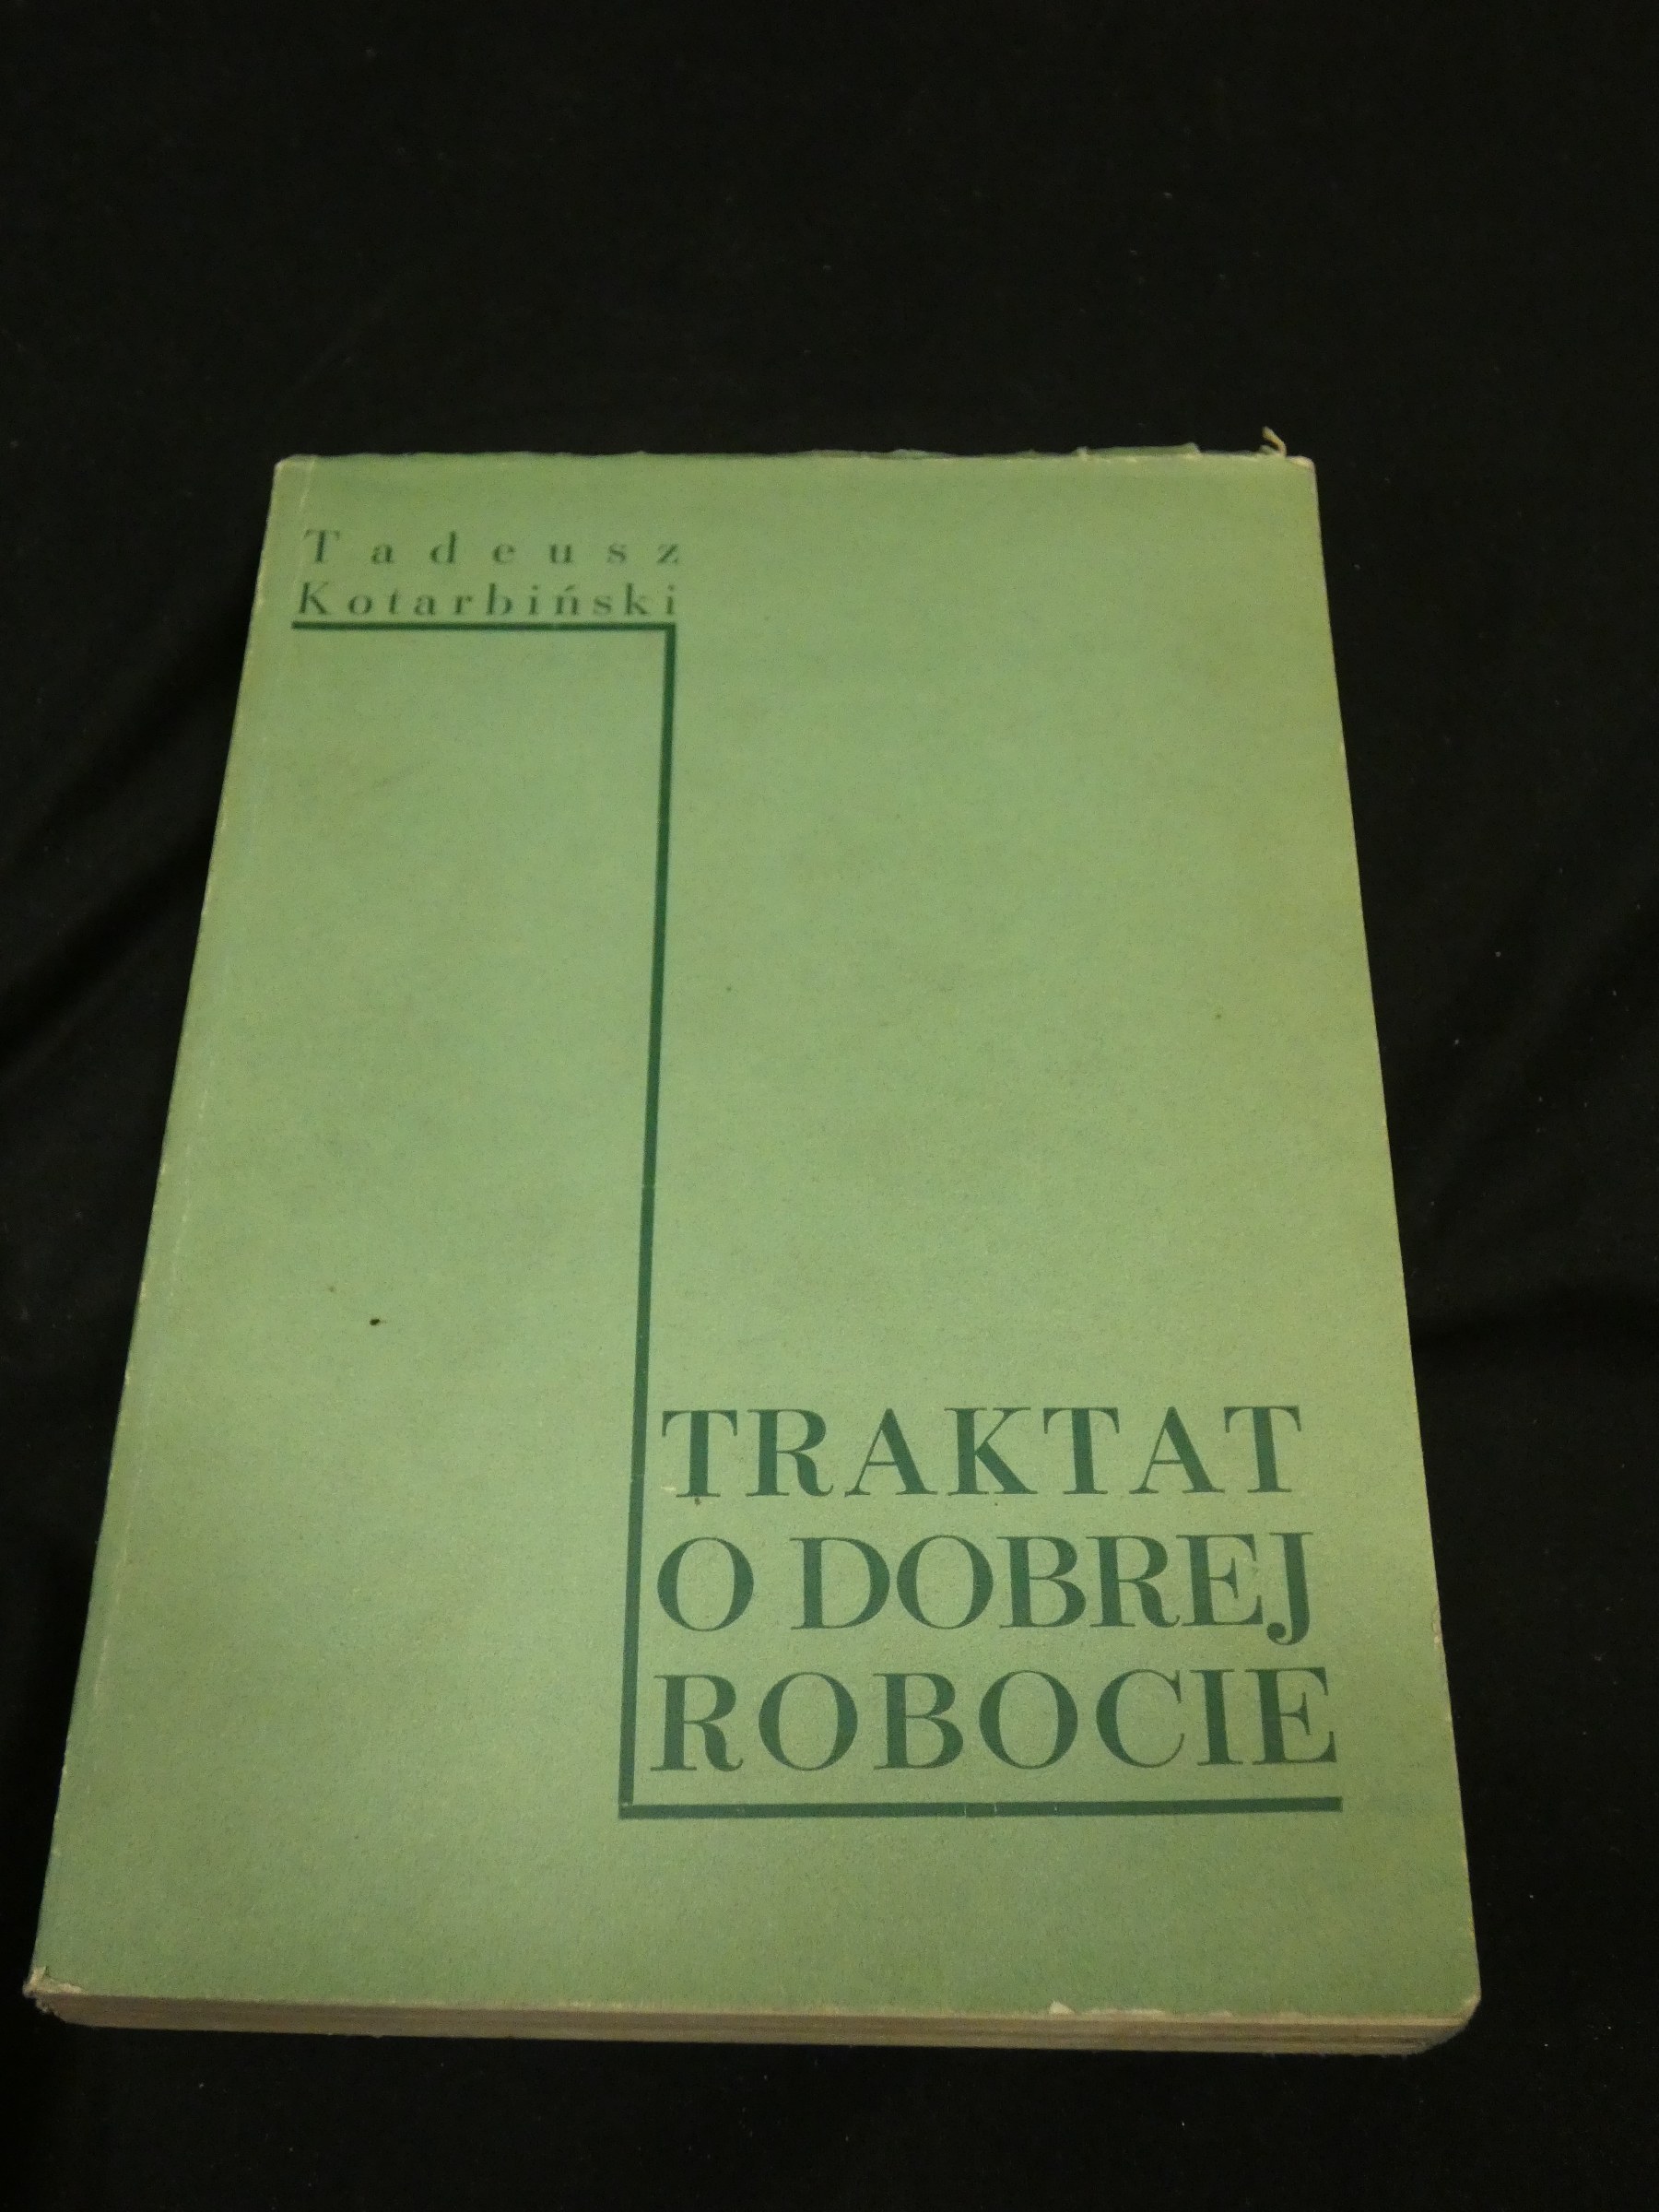 Tadeusz
Kotarbiński
TRAKTAT
O DOBREJ
ROBOCIE